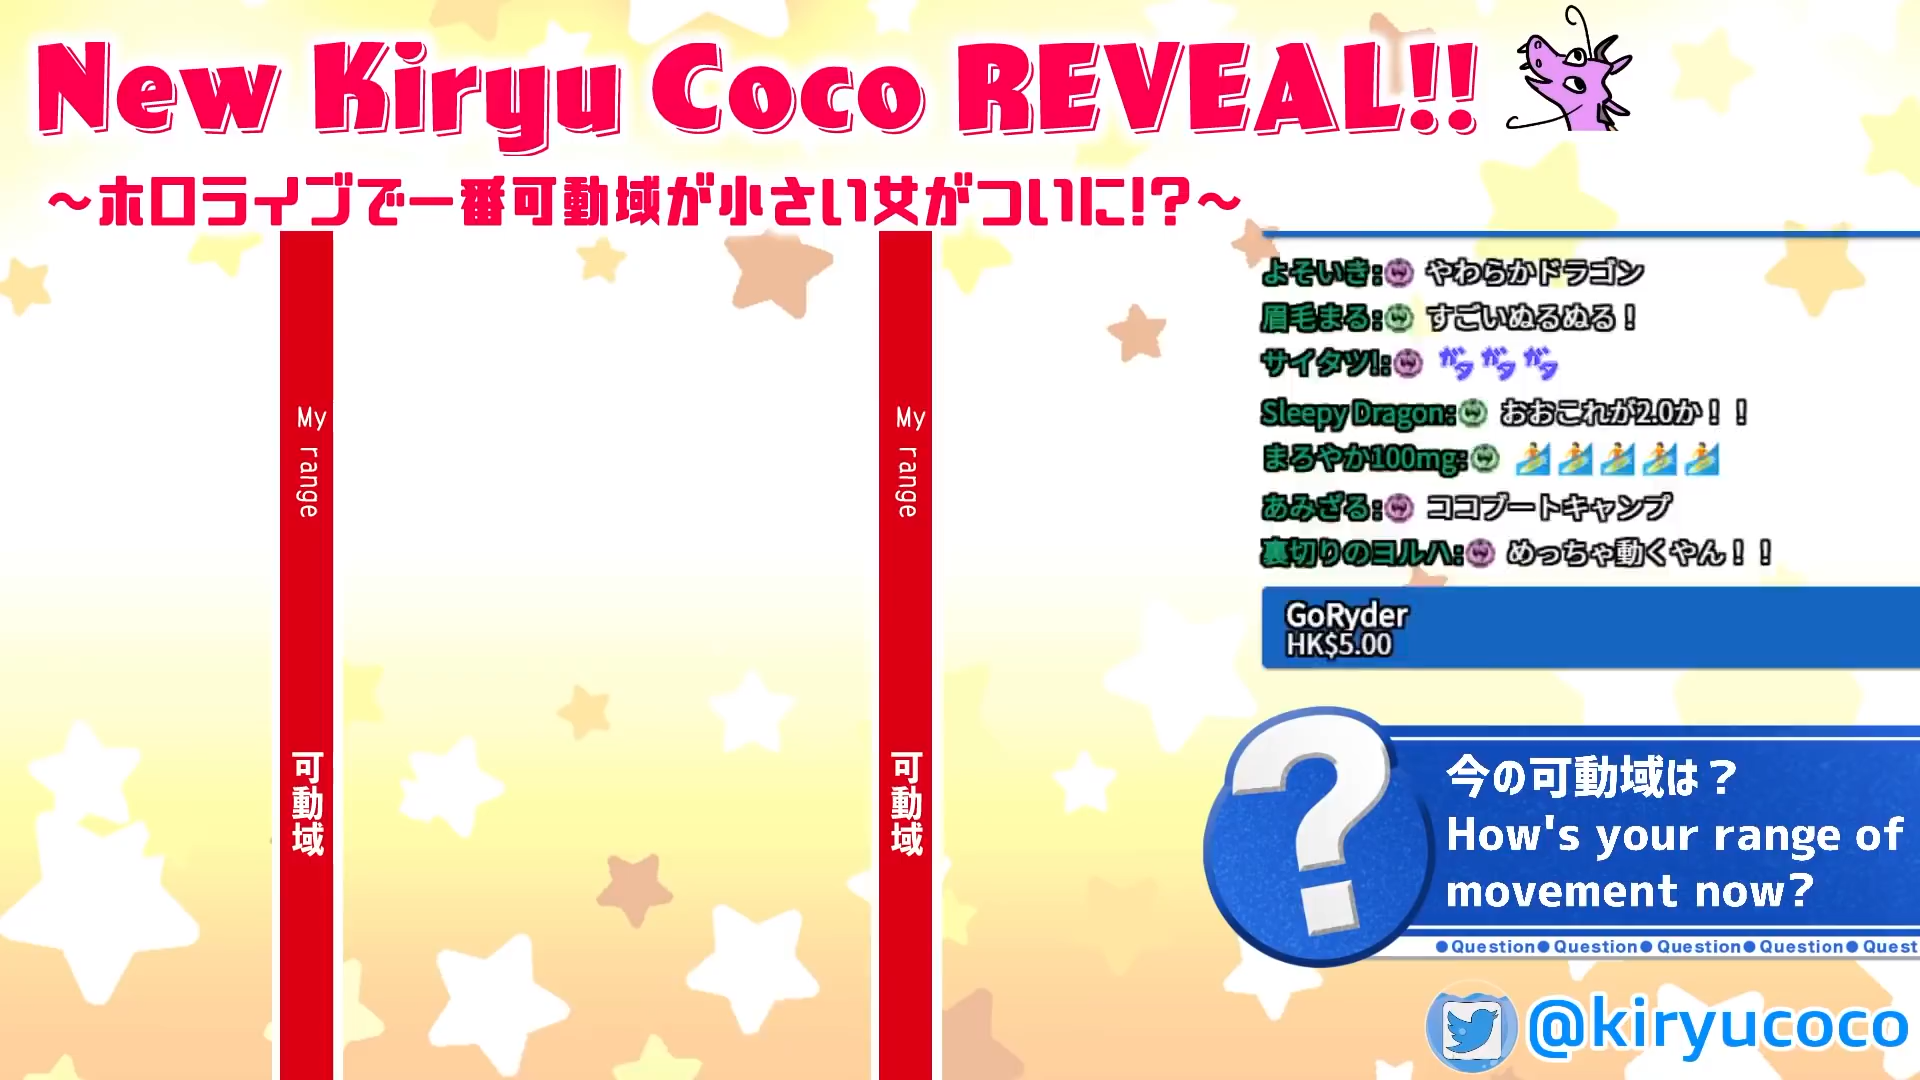 New Kiryu Coco REVEAL!!
～ホロライブで一番可動域が小さい女がついに!?～
My range
可動域
My range
可動域
よそいき: やわらかドラゴン
眉毛まる: すごいぬるぬる！
サイタツ!: ガタ ガタ ガタ
Sleepy Dragon: おおこれが2.0か！！
まろやか100mg:
あみざる: ココブートキャンプ
裏切りのヨルハ: めっちゃ動くやん！！
GoRyder
HK$5.00
今の可動域は？
How's your range of
movement now?
●Question●Question●Question●Question●Quest
@kiryucoco